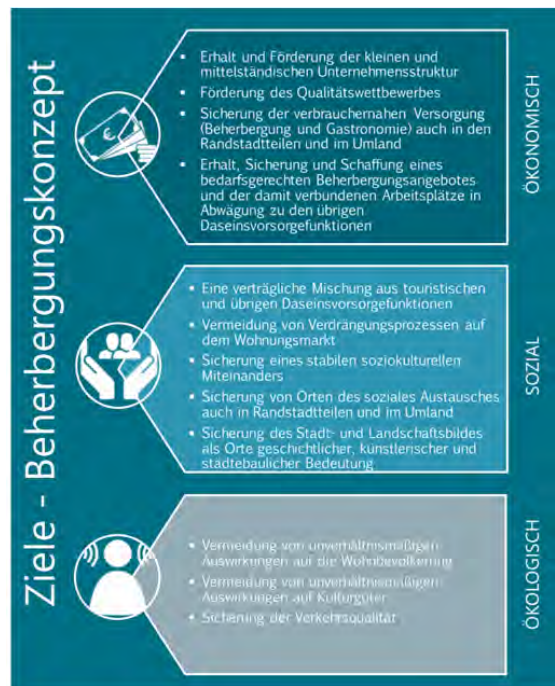 Ziele - Beherbergungskonzept
ÖKONOMISCH
• Erhalt und Förderung der kleinen und
mittelständischen Unternehmensstruktur
• Förderung des Qualitätswettbewerbes
• Sicherung der verbrauchernahen Versorgung
(Beherbergung und Gastronomie) auch in den
Randstadtteilen und im Umland
• Erhalt, Sicherung und Schaffung eines
bedarfsgerechten Beherbergungsangebotes
und der damit verbundenen Arbeitsplätze in
Abwägung zu den übrigen
Daseinsvorsorgefunktionen
SOZIAL
• Eine verträgliche Mischung aus touristischen
und übrigen Daseinsvorsorgefunktionen
• Vermeidung von Verdrängungsprozessen auf
dem Wohnungsmarkt
• Sicherung eines stabilen soziokulturellen
Miteinanders
• Sicherung von Orten des soziales Austausches
auch in Randstadtteilen und im Umland
• Sicherung des Stadt- und Landschaftsbildes
als Orte geschichtlicher, künstlerischer und
städtebaulicher Bedeutung
ÖKOLOGISCH
• Vermeidung von unverhältnismäßigen
Auswirkungen auf die Wohnbevölkerung
• Vermeidung von unverhältnismäßigen
Auswirkungen auf Kulturgüter
• Sicherung der Verkehrsqualität
€